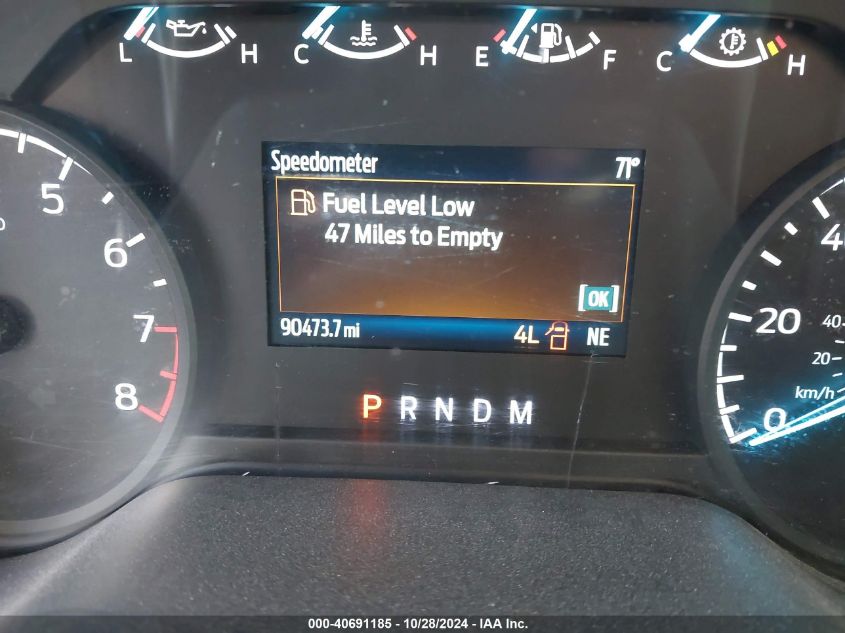 L H C H E F C H
Speedometer 71°
Fuel Level Low
47 Miles to Empty
OK
90473.7 mi 4L NE
P R N D M
5
6
7
8
20
0
40
20
km/h
000-40691185 - 10/28/2024 - IAA Inc.